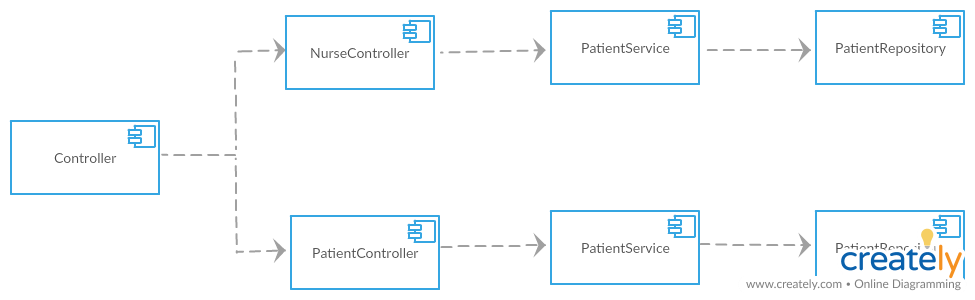 NurseController
PatientService
PatientRepository
Controller
PatientController
PatientService
creately
www.creately.com • Online Diagramming